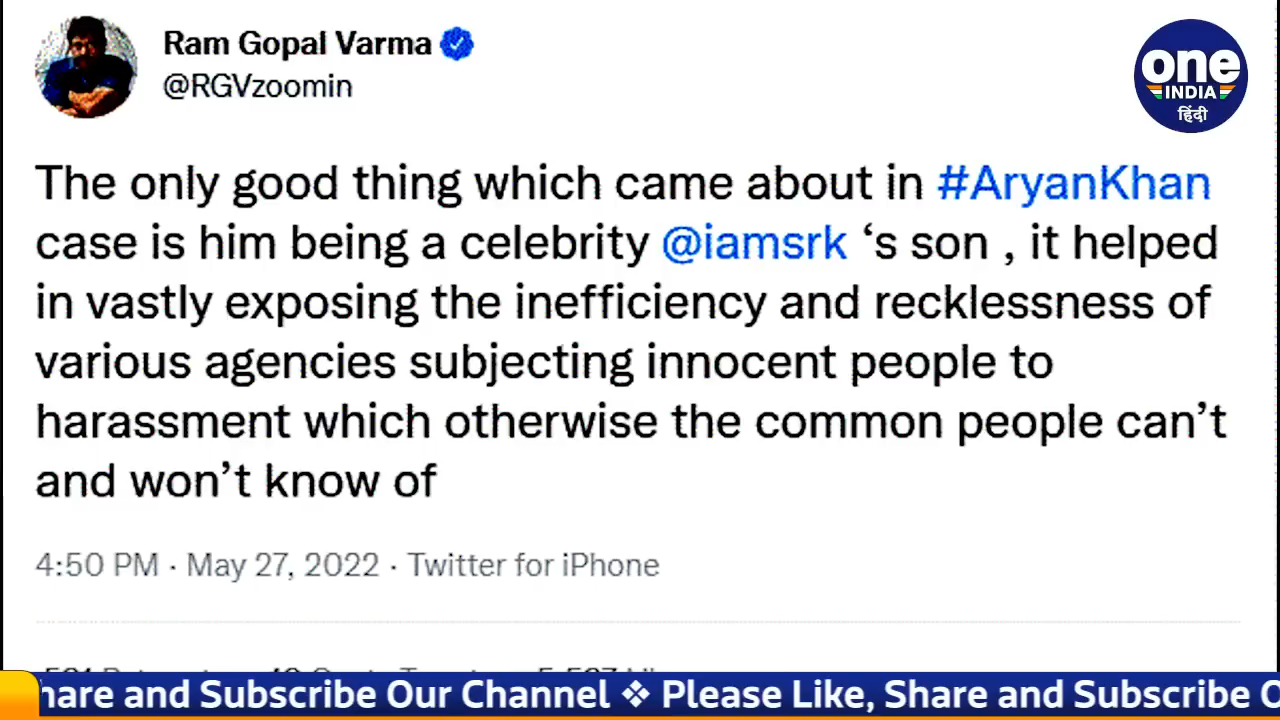 Ram Gopal Varma
@RGVzoomin
one
INDIA
हिंदी
The only good thing which came about in #AryanKhan
case is him being a celebrity @iamsrk ‘s son , it helped
in vastly exposing the inefficiency and recklessness of
various agencies subjecting innocent people to
harassment which otherwise the common people can’t
and won’t know of
4:50 PM · May 27, 2022 · Twitter for iPhone
hare and Subscribe Our Channel ❖ Please Like, Share and Subscribe O